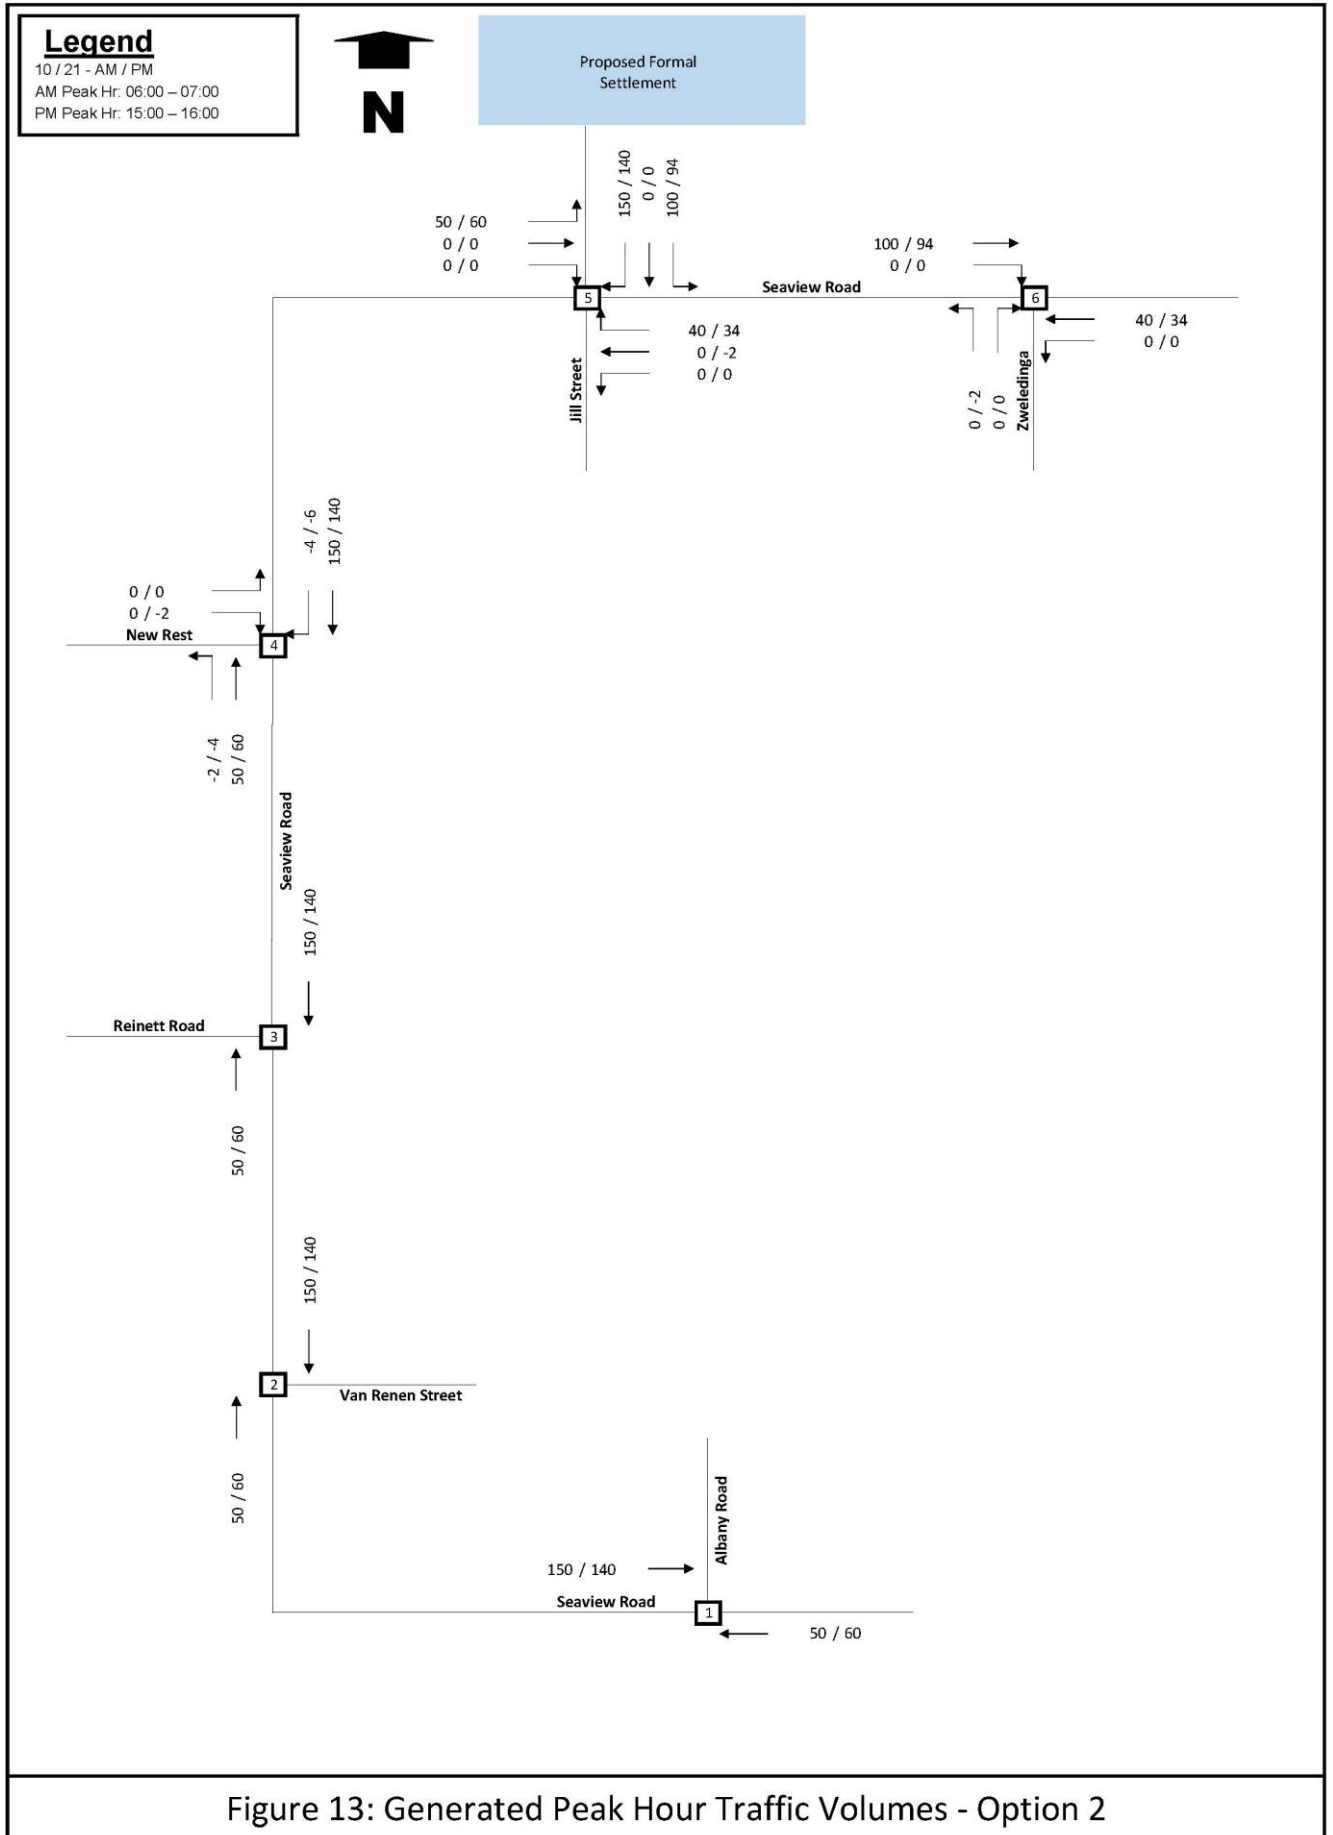 Legend
10 / 21 - AM / PM
AM Peak Hr: 06:00 – 07:00
PM Peak Hr: 15:00 – 16:00
N
Proposed Formal
Settlement
150 / 140
0 / 0
100 / 94
50 / 60
0 / 0
0 / 0
100 / 94
0 / 0
Seaview Road
5
6
40 / 34
0 / -2
0 / 0
40 / 34
0 / 0
Jill Street
0 / -2
0 / 0
Zweledinga
-4 / -6
150 / 140
0 / 0
0 / -2
New Rest
4
-2 / -4
50 / 60
Seaview Road
150 / 140
Reinett Road
3
50 / 60
150 / 140
2
Van Renen Street
50 / 60
Albany Road
150 / 140
Seaview Road
1
50 / 60
Figure 13: Generated Peak Hour Traffic Volumes - Option 2